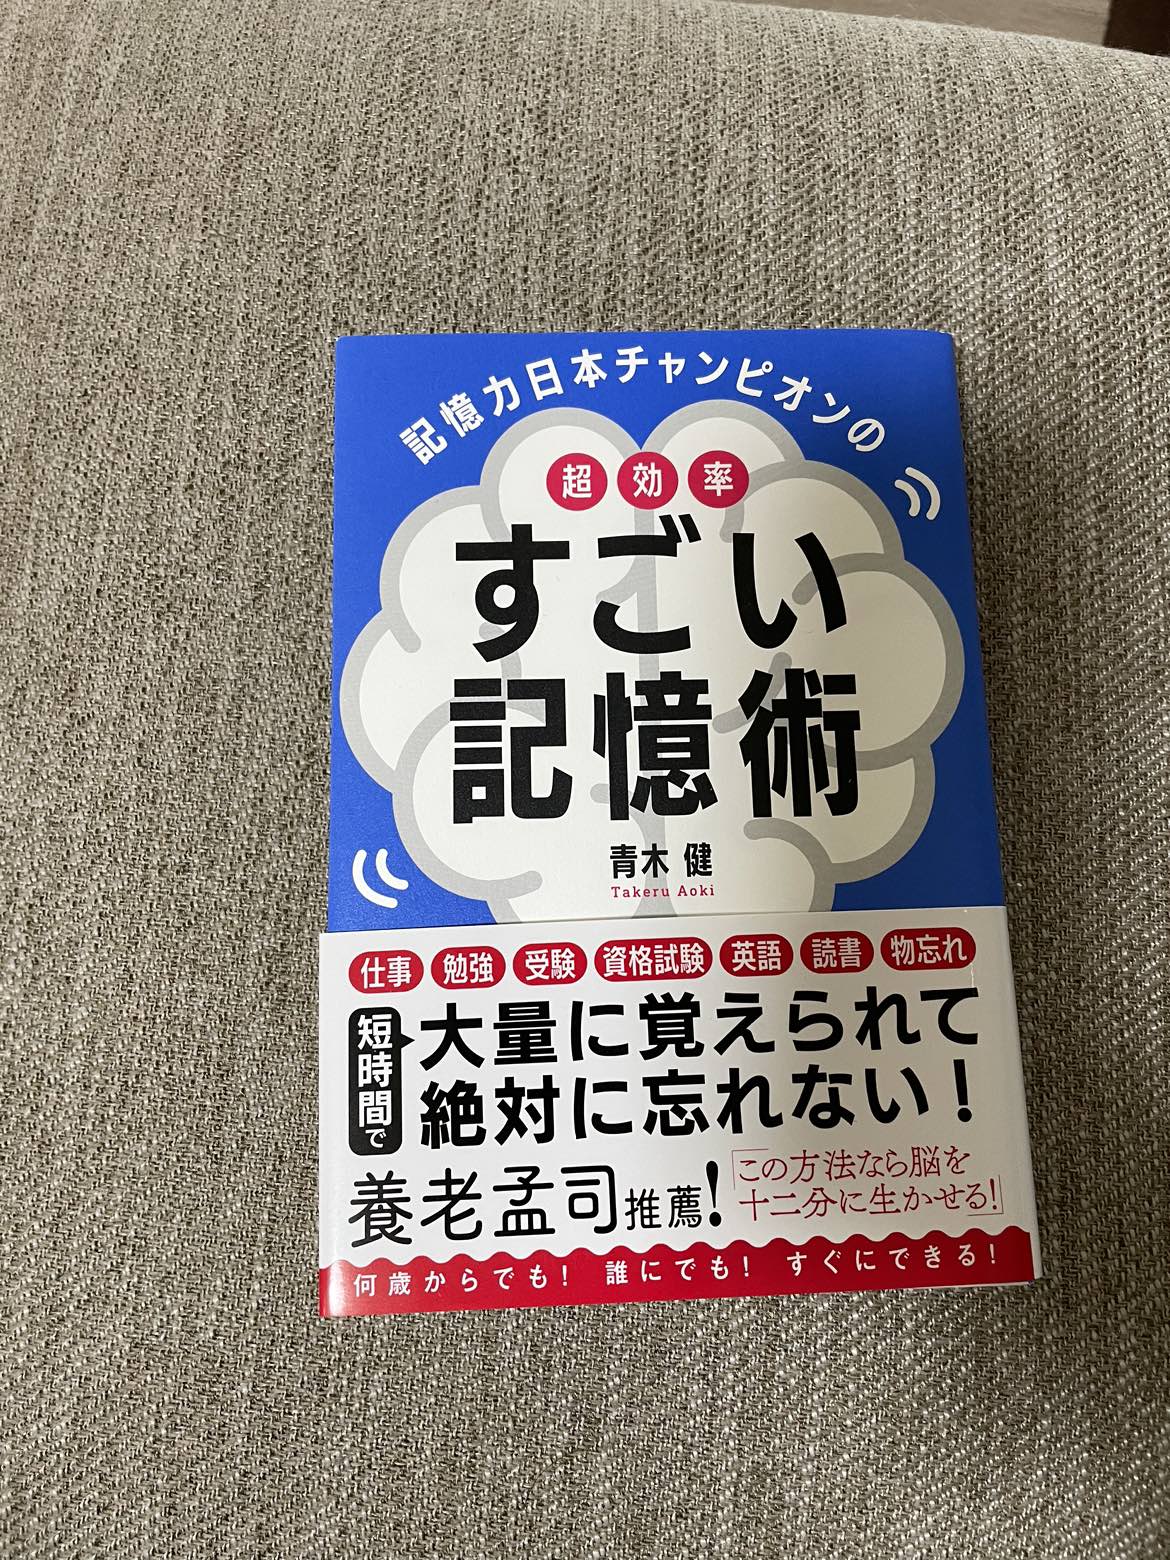 記憶力日本チャンピオンの
超効率
すごい
記憶術
青木 健
Takeru Aoki
仕事 勉強 受験 資格試験 英語 読書 物忘れ
短時間で
大量に覚えられて
絶対に忘れない！
養老孟司推薦！
「この方法なら脳を
十二分に生かせる！」
何歳からでも！ 誰にでも！ すぐにできる！